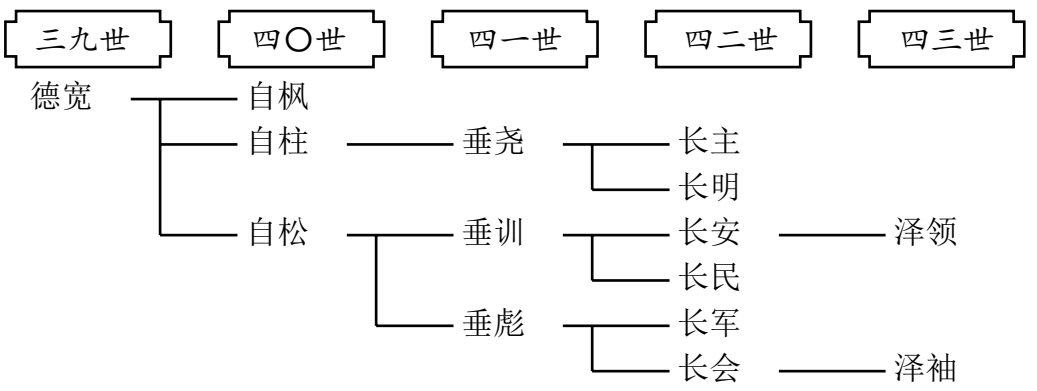 三九世 四〇世 四一世 四二世 四三世
德宽 自枫
自柱 垂尧 长主
长明
自松 垂训 长安 泽领
长民
垂彪 长军
长会 泽袖